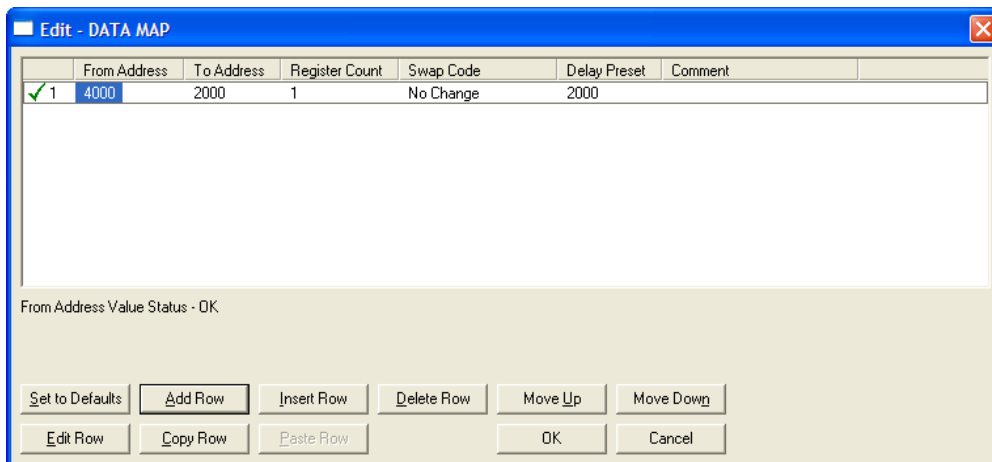 Edit - DATA MAP
From Address To Address Register Count Swap Code Delay Preset Comment
1 4000 2000 1 No Change 2000
From Address Value Status - OK
Set to Defaults Add Row Insert Row Delete Row Move Up Move Down
Edit Row Copy Row Paste Row OK Cancel